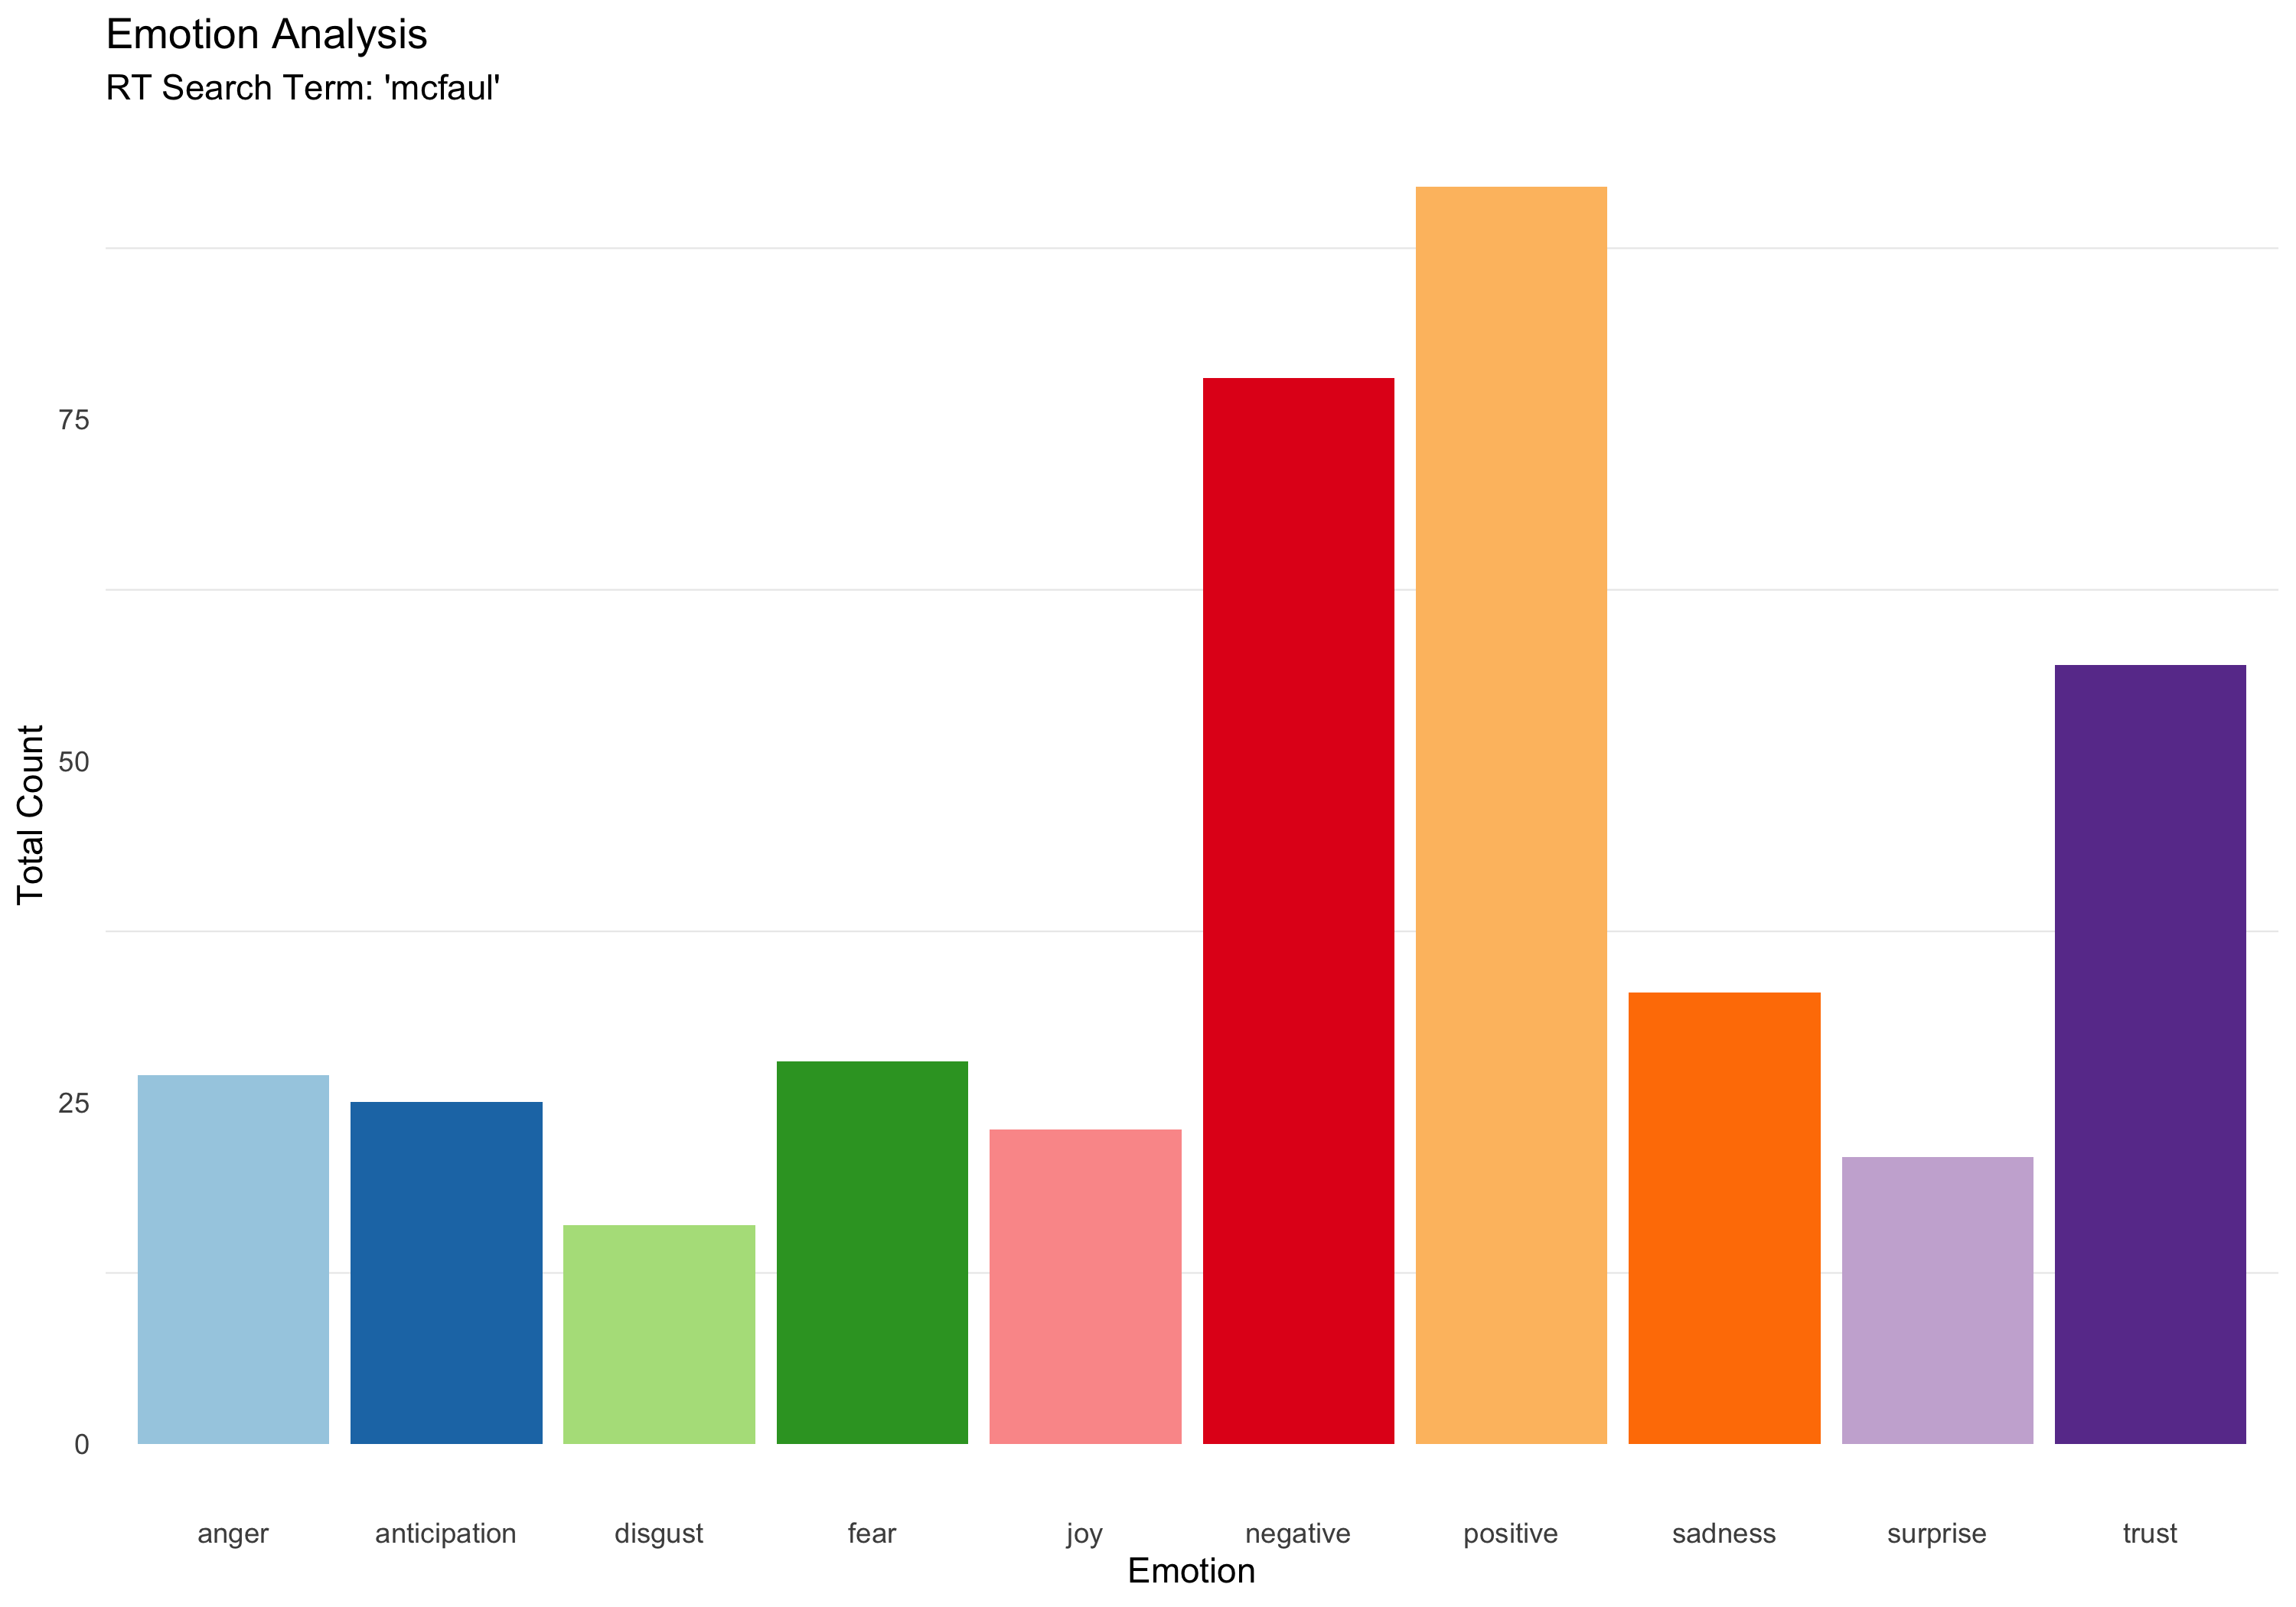 Emotion Analysis
RT Search Term: 'mcfaul'
Total Count
75
50
25
0
anger anticipation disgust fear joy negative positive sadness surprise trust
Emotion